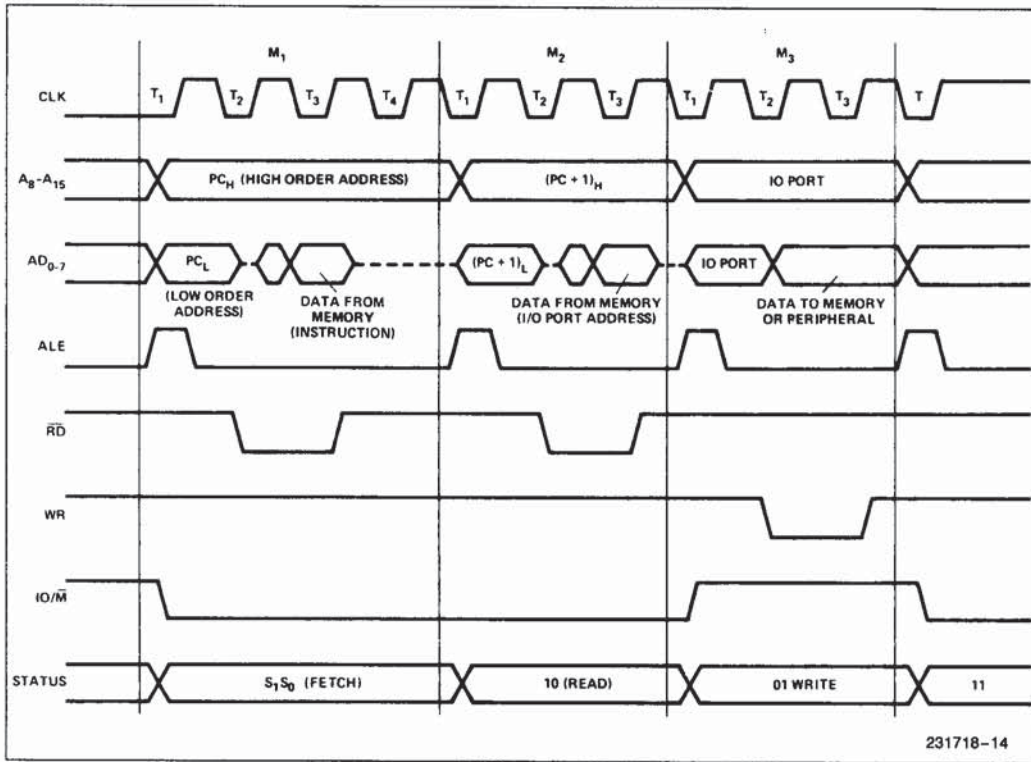 M₁ M₂ M₃
CLK T₁ T₂ T₃ T₄ T₁ T₂ T₃ T₁ T₂ T₃ T
A₈-A₁₅ PC_H (HIGH ORDER ADDRESS) (PC + 1)_H IO PORT
AD₀₋₇ PC_L (PC + 1)_L IO PORT
(LOW ORDER ADDRESS)
DATA FROM MEMORY (INSTRUCTION)
DATA FROM MEMORY (I/O PORT ADDRESS)
DATA TO MEMORY OR PERIPHERAL
ALE
R̅D̅
WR
IO/M̅
STATUS S₁S₀ (FETCH) 10 (READ) 01 WRITE 11
231718-14